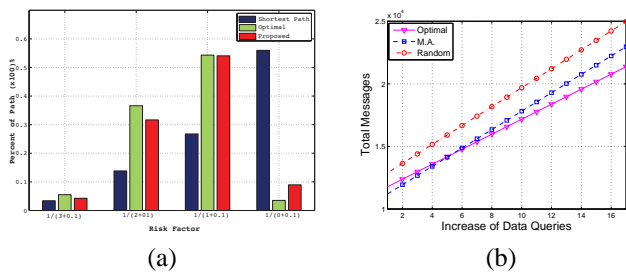 Shortest Path
Optimal
Proposed
Percent of Path (x100)%
0.6
0.5
0.4
0.3
0.2
0.1
0
1/(3+0.1)
1/(2+01)
1/(1+0.1)
1/(0+0.1)
Risk Factor
(a)
x 10⁴
2.5
2
1.5
1
Total Messages
Optimal
M.A.
Random
2 4 6 8 10 12 14 16
Increase of Data Queries
(b)